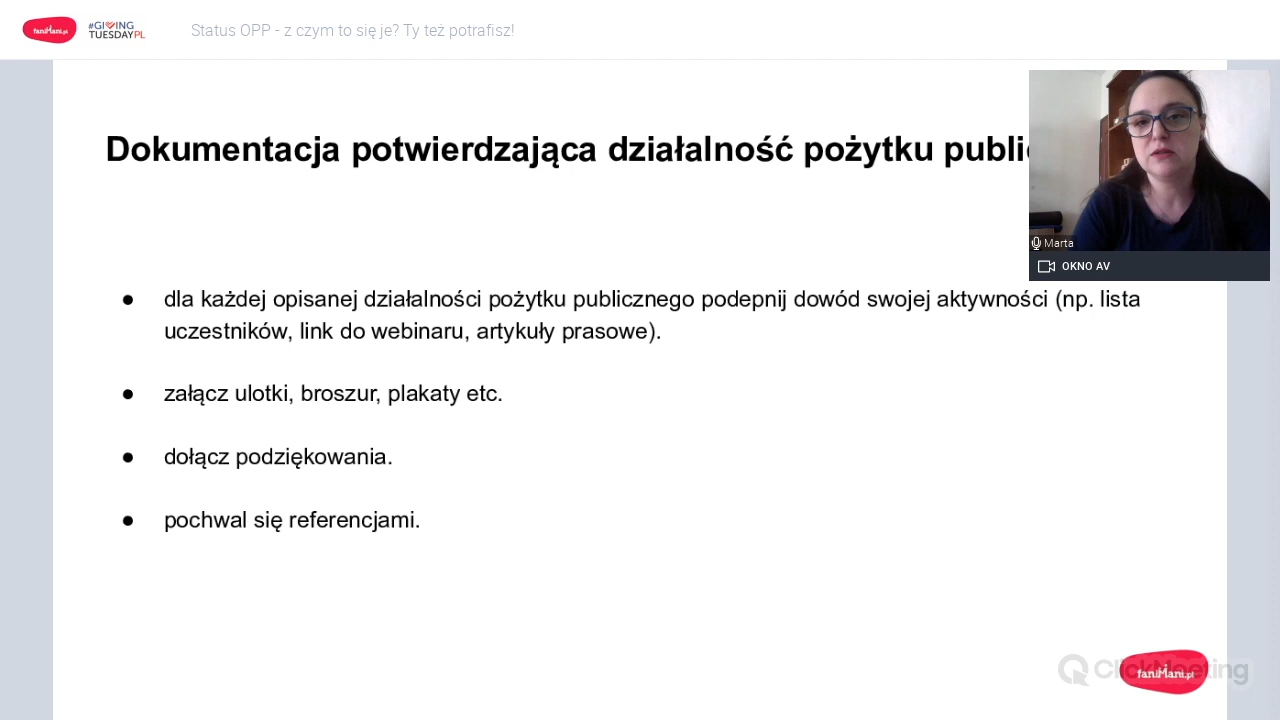 faniMani.pl
#GIVING
TUESDAYPL
Status OPP - z czym to się je? Ty też potrafisz!
Dokumentacja potwierdzająca działalność pożytku
Marta
OKNO AV
● dla każdej opisanej działalności pożytku publicznego podepnij dowód swojej aktywności (np. lista
uczestników, link do webinaru, artykuły prasowe).
● załącz ulotki, broszur, plakaty etc.
● dołącz podziękowania.
● pochwal się referencjami.
ClickMeeting
faniMani.pl